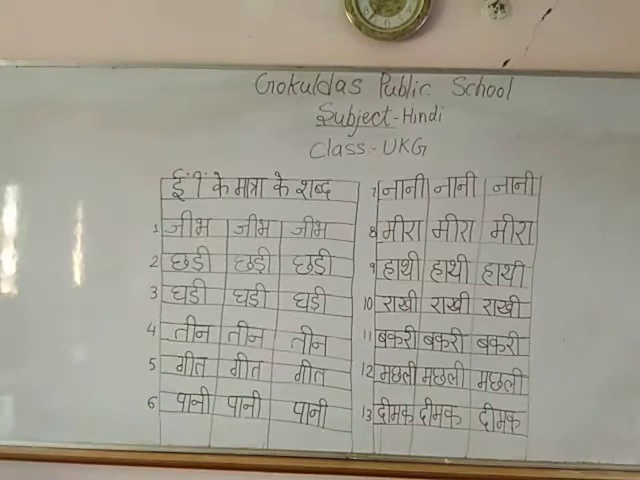 Gokuldas Public School
Subject-Hindi
Class-UKG
ई ी के मात्रा के शब्द
1 जीभ जीभ जीभ
2 छड़ी छड़ी छड़ी
3 घड़ी घड़ी घड़ी
4 तीन तीन तीन
5 गीत गीत गीत
6 पानी पानी पानी
7 नानी नानी नानी
8 मीरा मीरा मीरा
9 हाथी हाथी हाथी
10 राखी राखी राखी
11 बकरी बकरी बकरी
12 मछली मछली मछली
13 दीमक दीमक दीमक